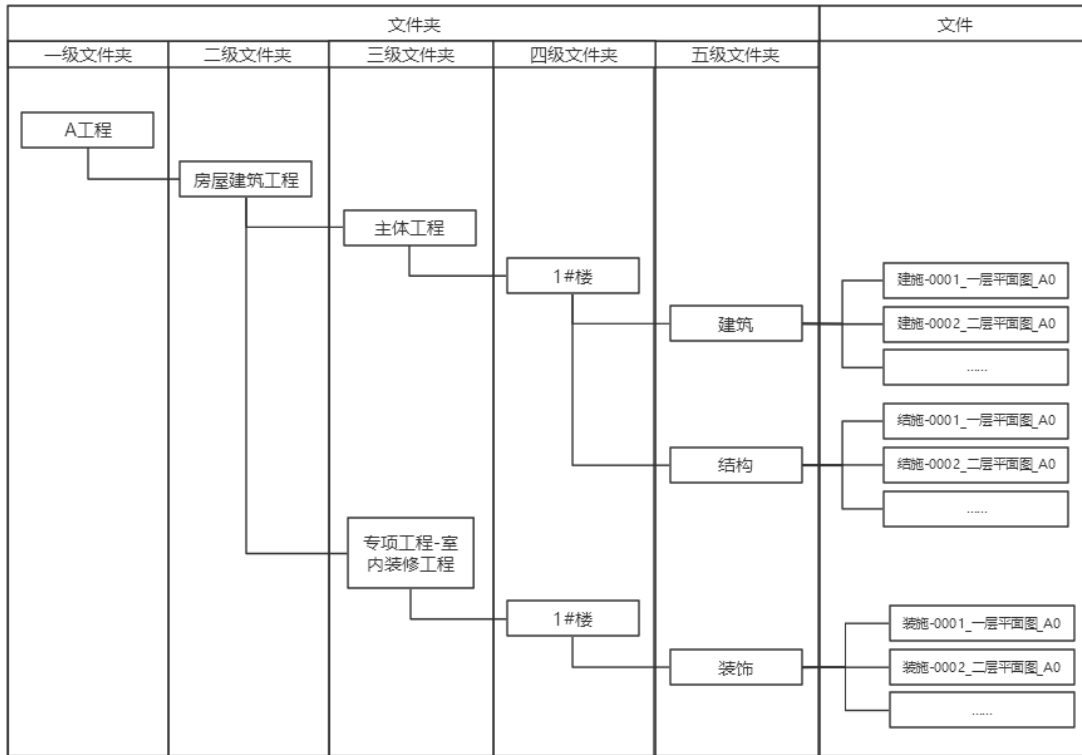 文件夹
文件
一级文件夹
二级文件夹
三级文件夹
四级文件夹
五级文件夹
A工程
房屋建筑工程
主体工程
1#楼
建筑
建施-0001_一层平面图_A0
建施-0002_二层平面图_A0
……
结构
结施-0001_一层平面图_A0
结施-0002_二层平面图_A0
……
专项工程-室
内装修工程
1#楼
装饰
装施-0001_一层平面图_A0
装施-0002_二层平面图_A0
……